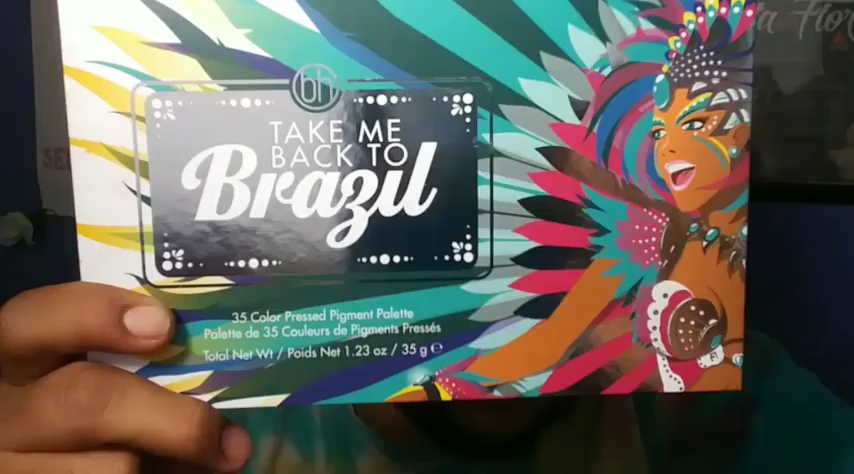 bh
TAKE ME
BACK TO
Brazil
35 Color Pressed Pigment Palette
Palette de 35 Couleurs de Pigments Pressés
Total Net Wt / Poids Net 1.23 oz / 35 g ℮